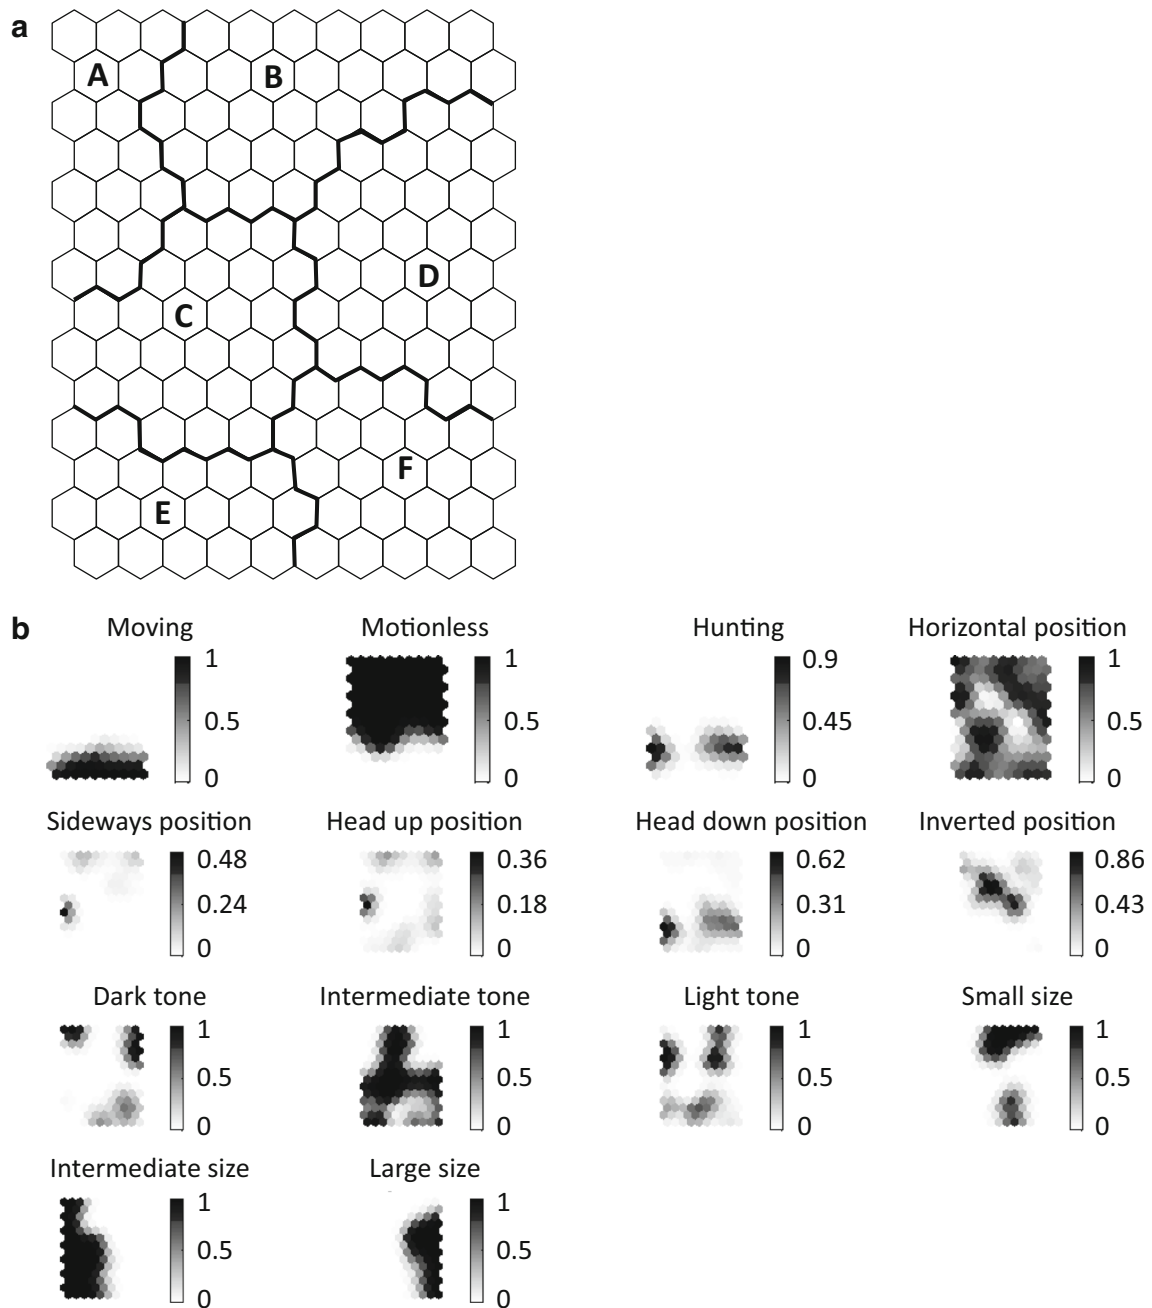 a
A
B
D
C
F
E
b
Moving
Motionless
Hunting
Horizontal position
1
1
0.9
1
0.5
0.5
0.45
0.5
0
0
0
0
Sideways position
Head up position
Head down position
Inverted position
0.48
0.36
0.62
0.86
0.24
0.18
0.31
0.43
0
0
0
0
Dark tone
Intermediate tone
Light tone
Small size
1
1
1
1
0.5
0.5
0.5
0.5
0
0
0
0
Intermediate size
Large size
1
1
0.5
0.5
0
0